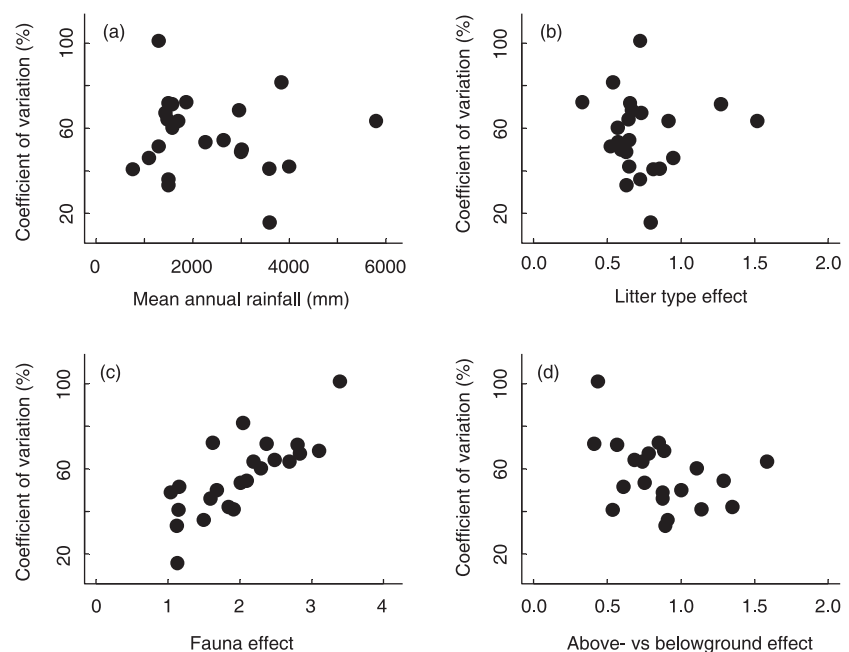 (a)
Coefficient of variation (%)
100
60
20
0 2000 4000 6000
Mean annual rainfall (mm)
(b)
Coefficient of variation (%)
100
60
20
0.0 0.5 1.0 1.5 2.0
Litter type effect
(c)
Coefficient of variation (%)
100
60
20
0 1 2 3 4
Fauna effect
(d)
Coefficient of variation (%)
100
60
20
0.0 0.5 1.0 1.5 2.0
Above- vs belowground effect